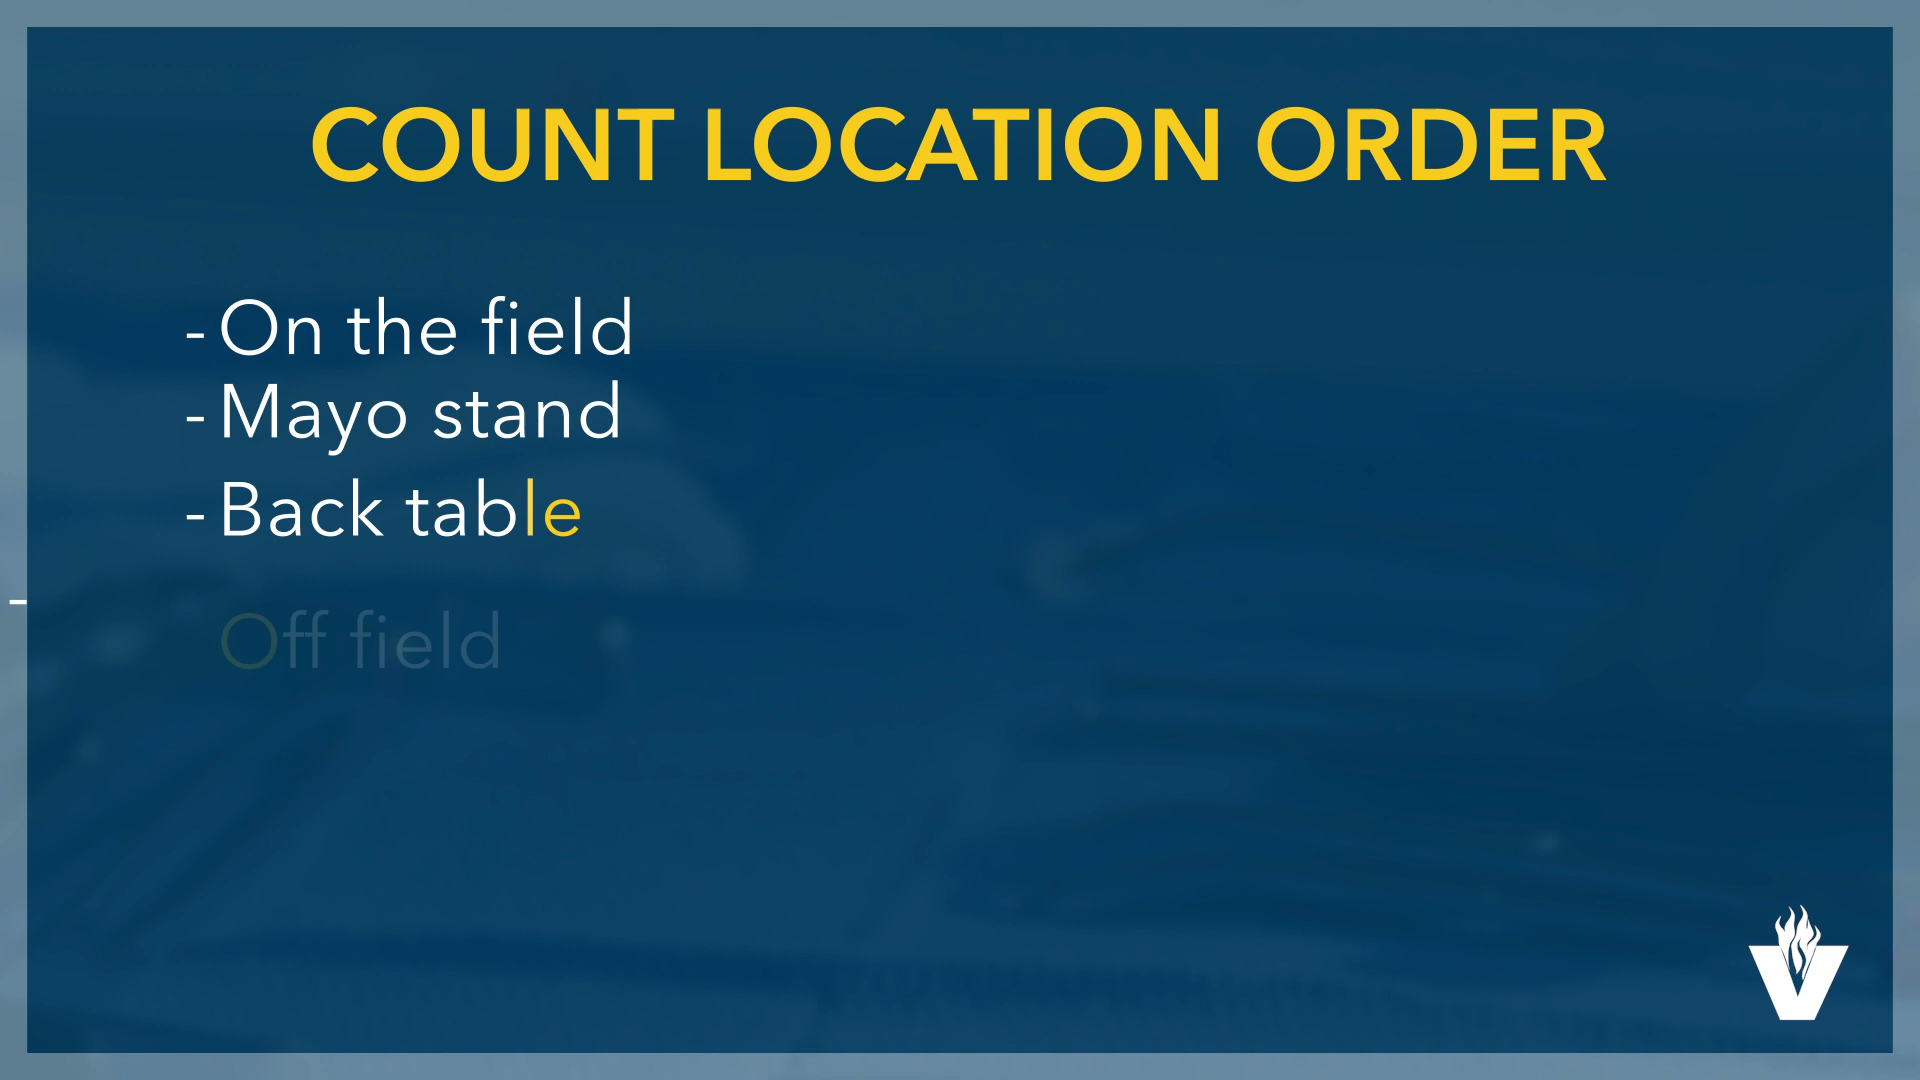 COUNT LOCATION ORDER
- On the field
- Mayo stand
- Back table
- Off field